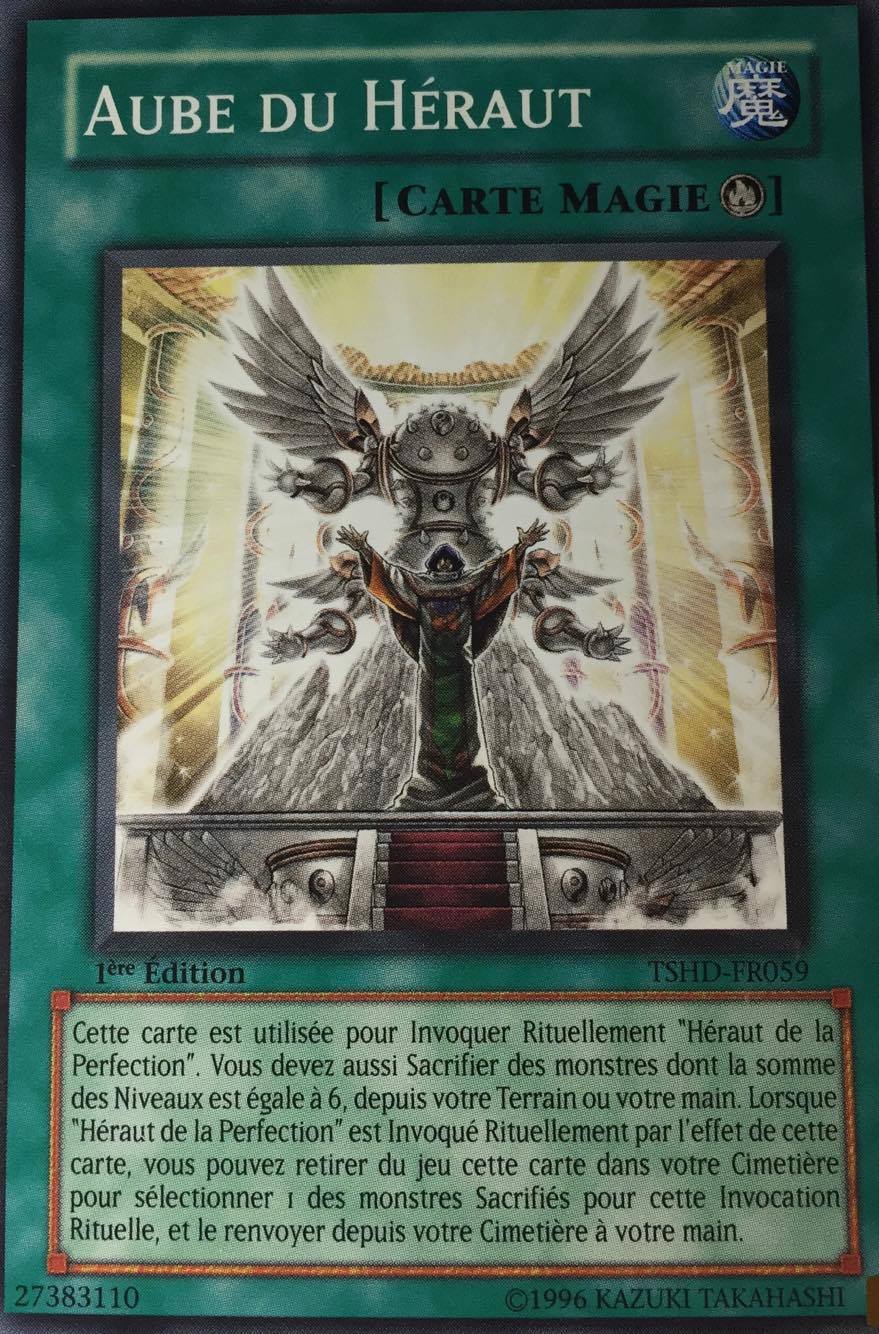 AUBE DU HÉRAUT
MAGIE
魔
[CARTE MAGIE]
1ère Édition
TSHD-FR059
Cette carte est utilisée pour Invoquer Rituellement "Héraut de la
Perfection". Vous devez aussi Sacrifier des monstres dont la somme
des Niveaux est égale à 6, depuis votre Terrain ou votre main. Lorsque
"Héraut de la Perfection" est Invoqué Rituellement par l'effet de cette
carte, vous pouvez retirer du jeu cette carte dans votre Cimetière
pour sélectionner 1 des monstres Sacrifiés pour cette Invocation
Rituelle, et le renvoyer depuis votre Cimetière à votre main.
27383110
©1996 KAZUKI TAKAHASHI